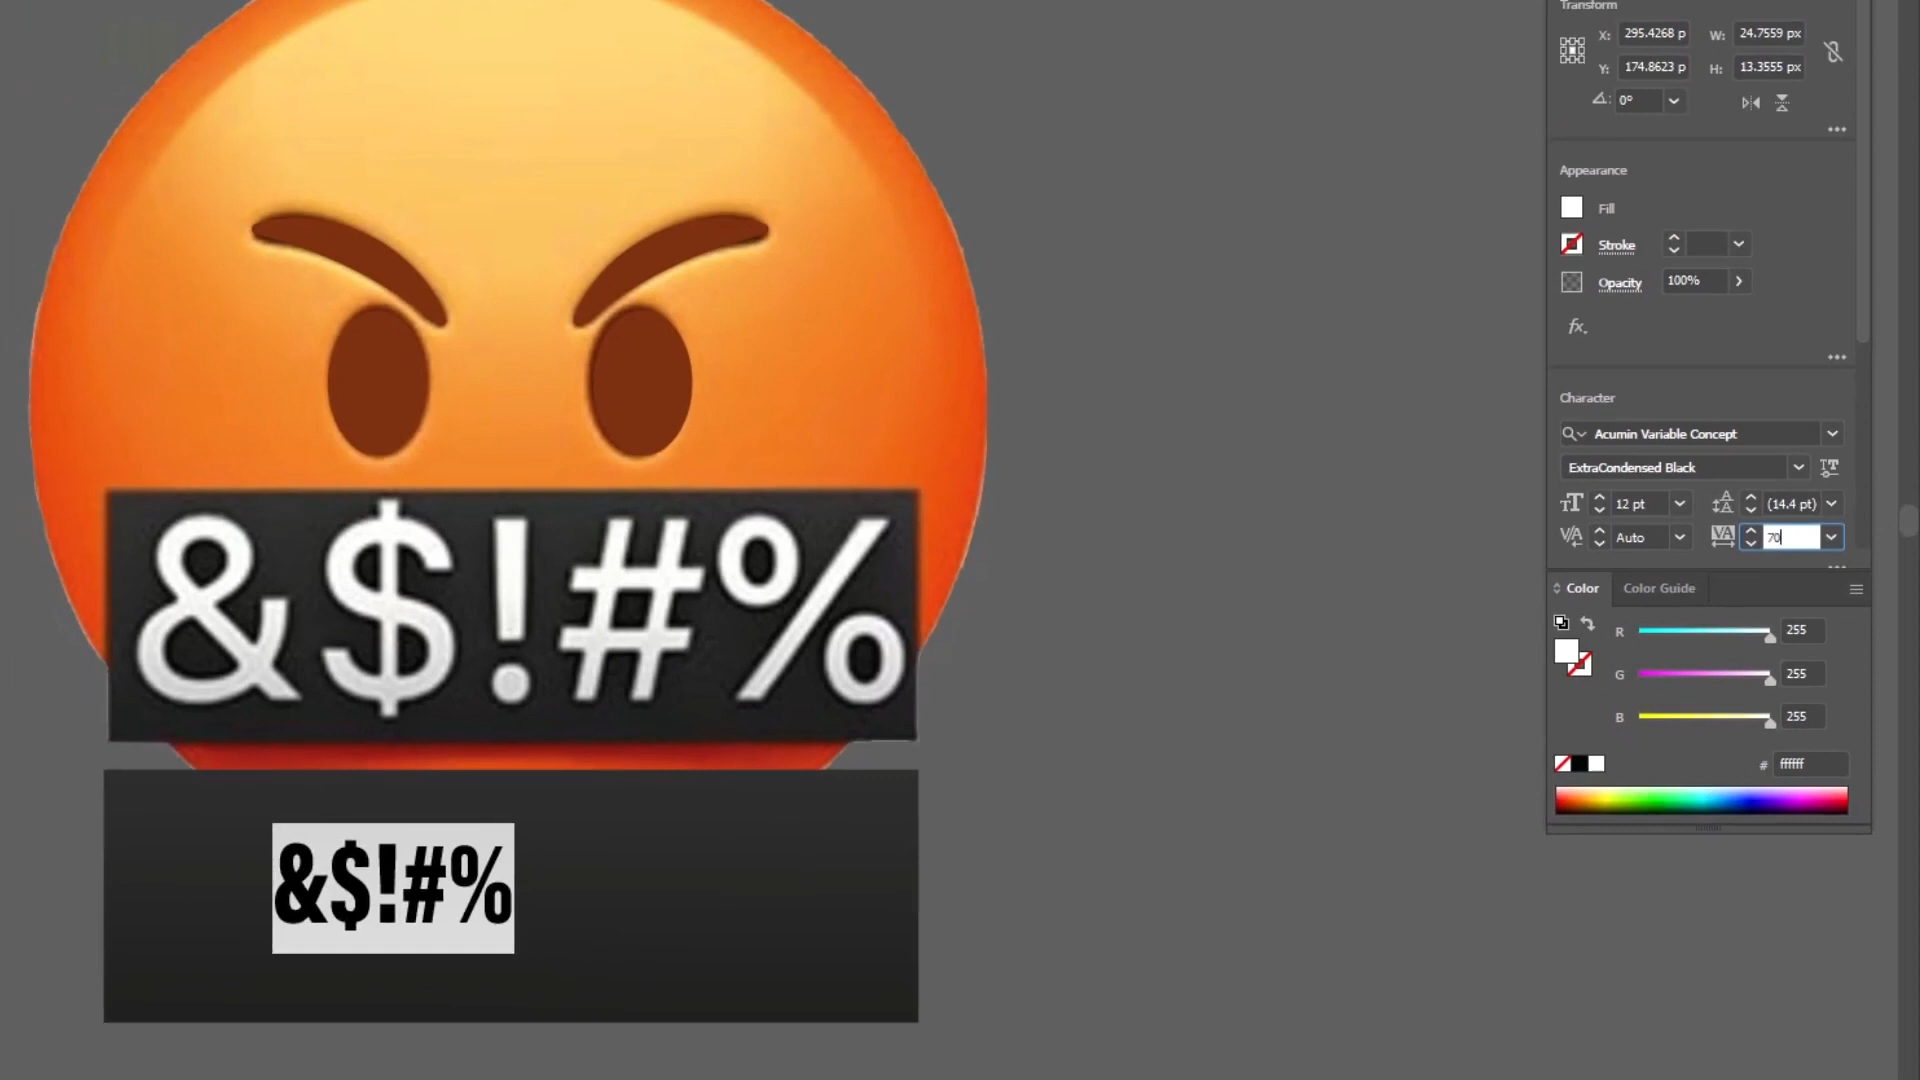 Transform
X: 295.4268 p W: 24.7559 px
Y: 174.8623 p H: 13.3555 px
0°
Appearance
Fill
Stroke
Opacity 100%
fx.
Character
Acumin Variable Concept
ExtraCondensed Black
12 pt (14.4 pt)
Auto 70
Color Color Guide
R 255
G 255
B 255
# ffffff
&$!#%
&$!#%